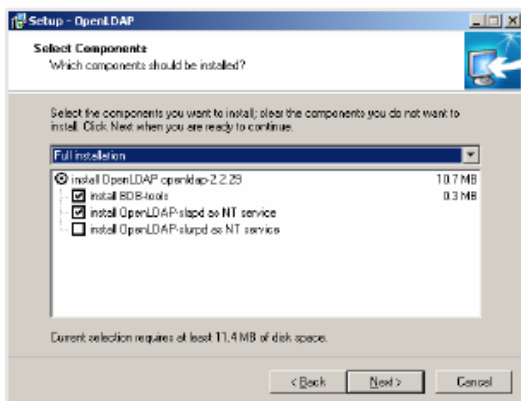 Setup - OpenLDAP
Select Components
Which components should be installed?
Select the components you want to install; clear the components you do not want to
install. Click Next when you are ready to continue.
Full installation
install OpenLDAP openldap-2.2.29 10.7 MB
install BDB-tools 0.3 MB
install OpenLDAP-slapd as NT service
install OpenLDAP-slurpd as NT service
Current selection requires at least 11.4 MB of disk space.
< Back Next > Cancel